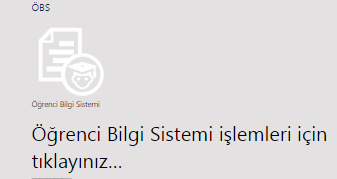 ÖBS
Öğrenci Bilgi Sistemi
Öğrenci Bilgi Sistemi işlemleri için
tıklayınız...